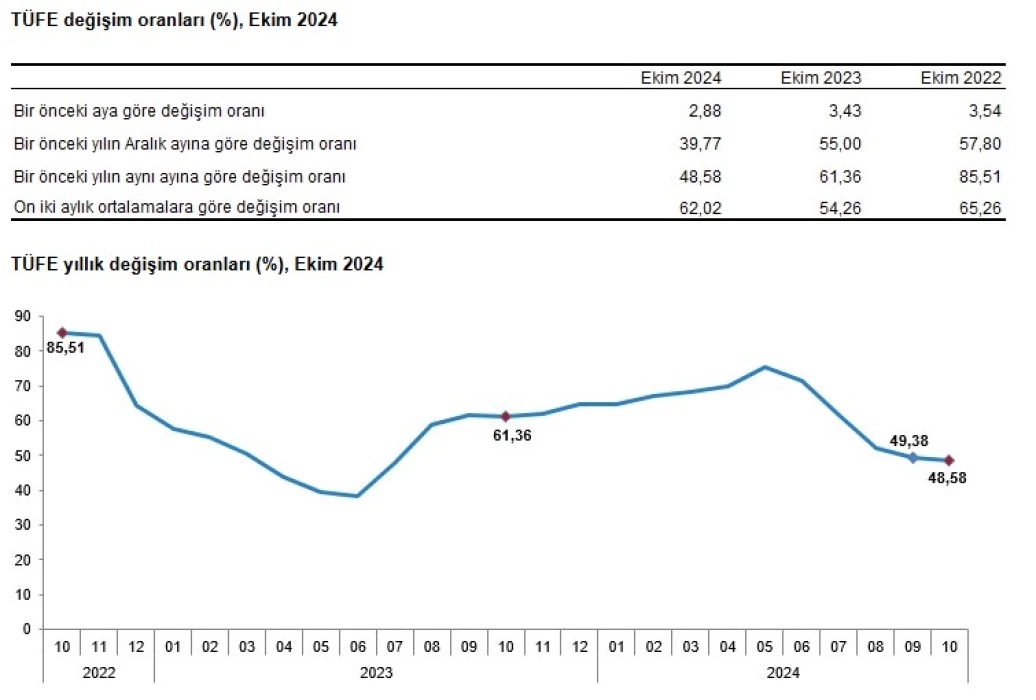 TÜFE değişim oranları (%), Ekim 2024
Ekim 2024 Ekim 2023 Ekim 2022
Bir önceki aya göre değişim oranı 2,88 3,43 3,54
Bir önceki yılın Aralık ayına göre değişim oranı 39,77 55,00 57,80
Bir önceki yılın aynı ayına göre değişim oranı 48,58 61,36 85,51
On iki aylık ortalamalara göre değişim oranı 62,02 54,26 65,26
TÜFE yıllık değişim oranları (%), Ekim 2024
90
80
70
60
50
40
30
20
10
0
85,51
61,36
49,38
48,58
10 11 12 01 02 03 04 05 06 07 08 09 10 11 12 01 02 03 04 05 06 07 08 09 10
2022 2023 2024